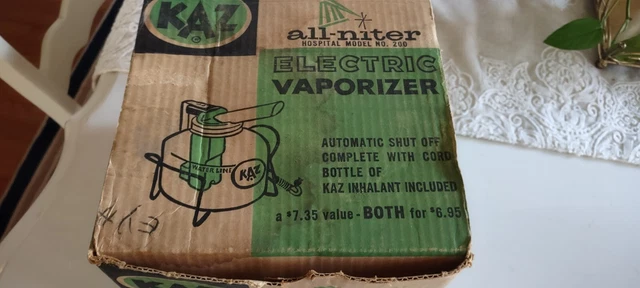 KAZ
all-niter
HOSPITAL MODEL NO. 200
ELECTRIC
VAPORIZER
AUTOMATIC SHUT OFF
COMPLETE WITH CORD
BOTTLE OF
KAZ INHALANT INCLUDED
a $7.35 value - BOTH for $6.95
WATER LINE
KAZ
KAZ